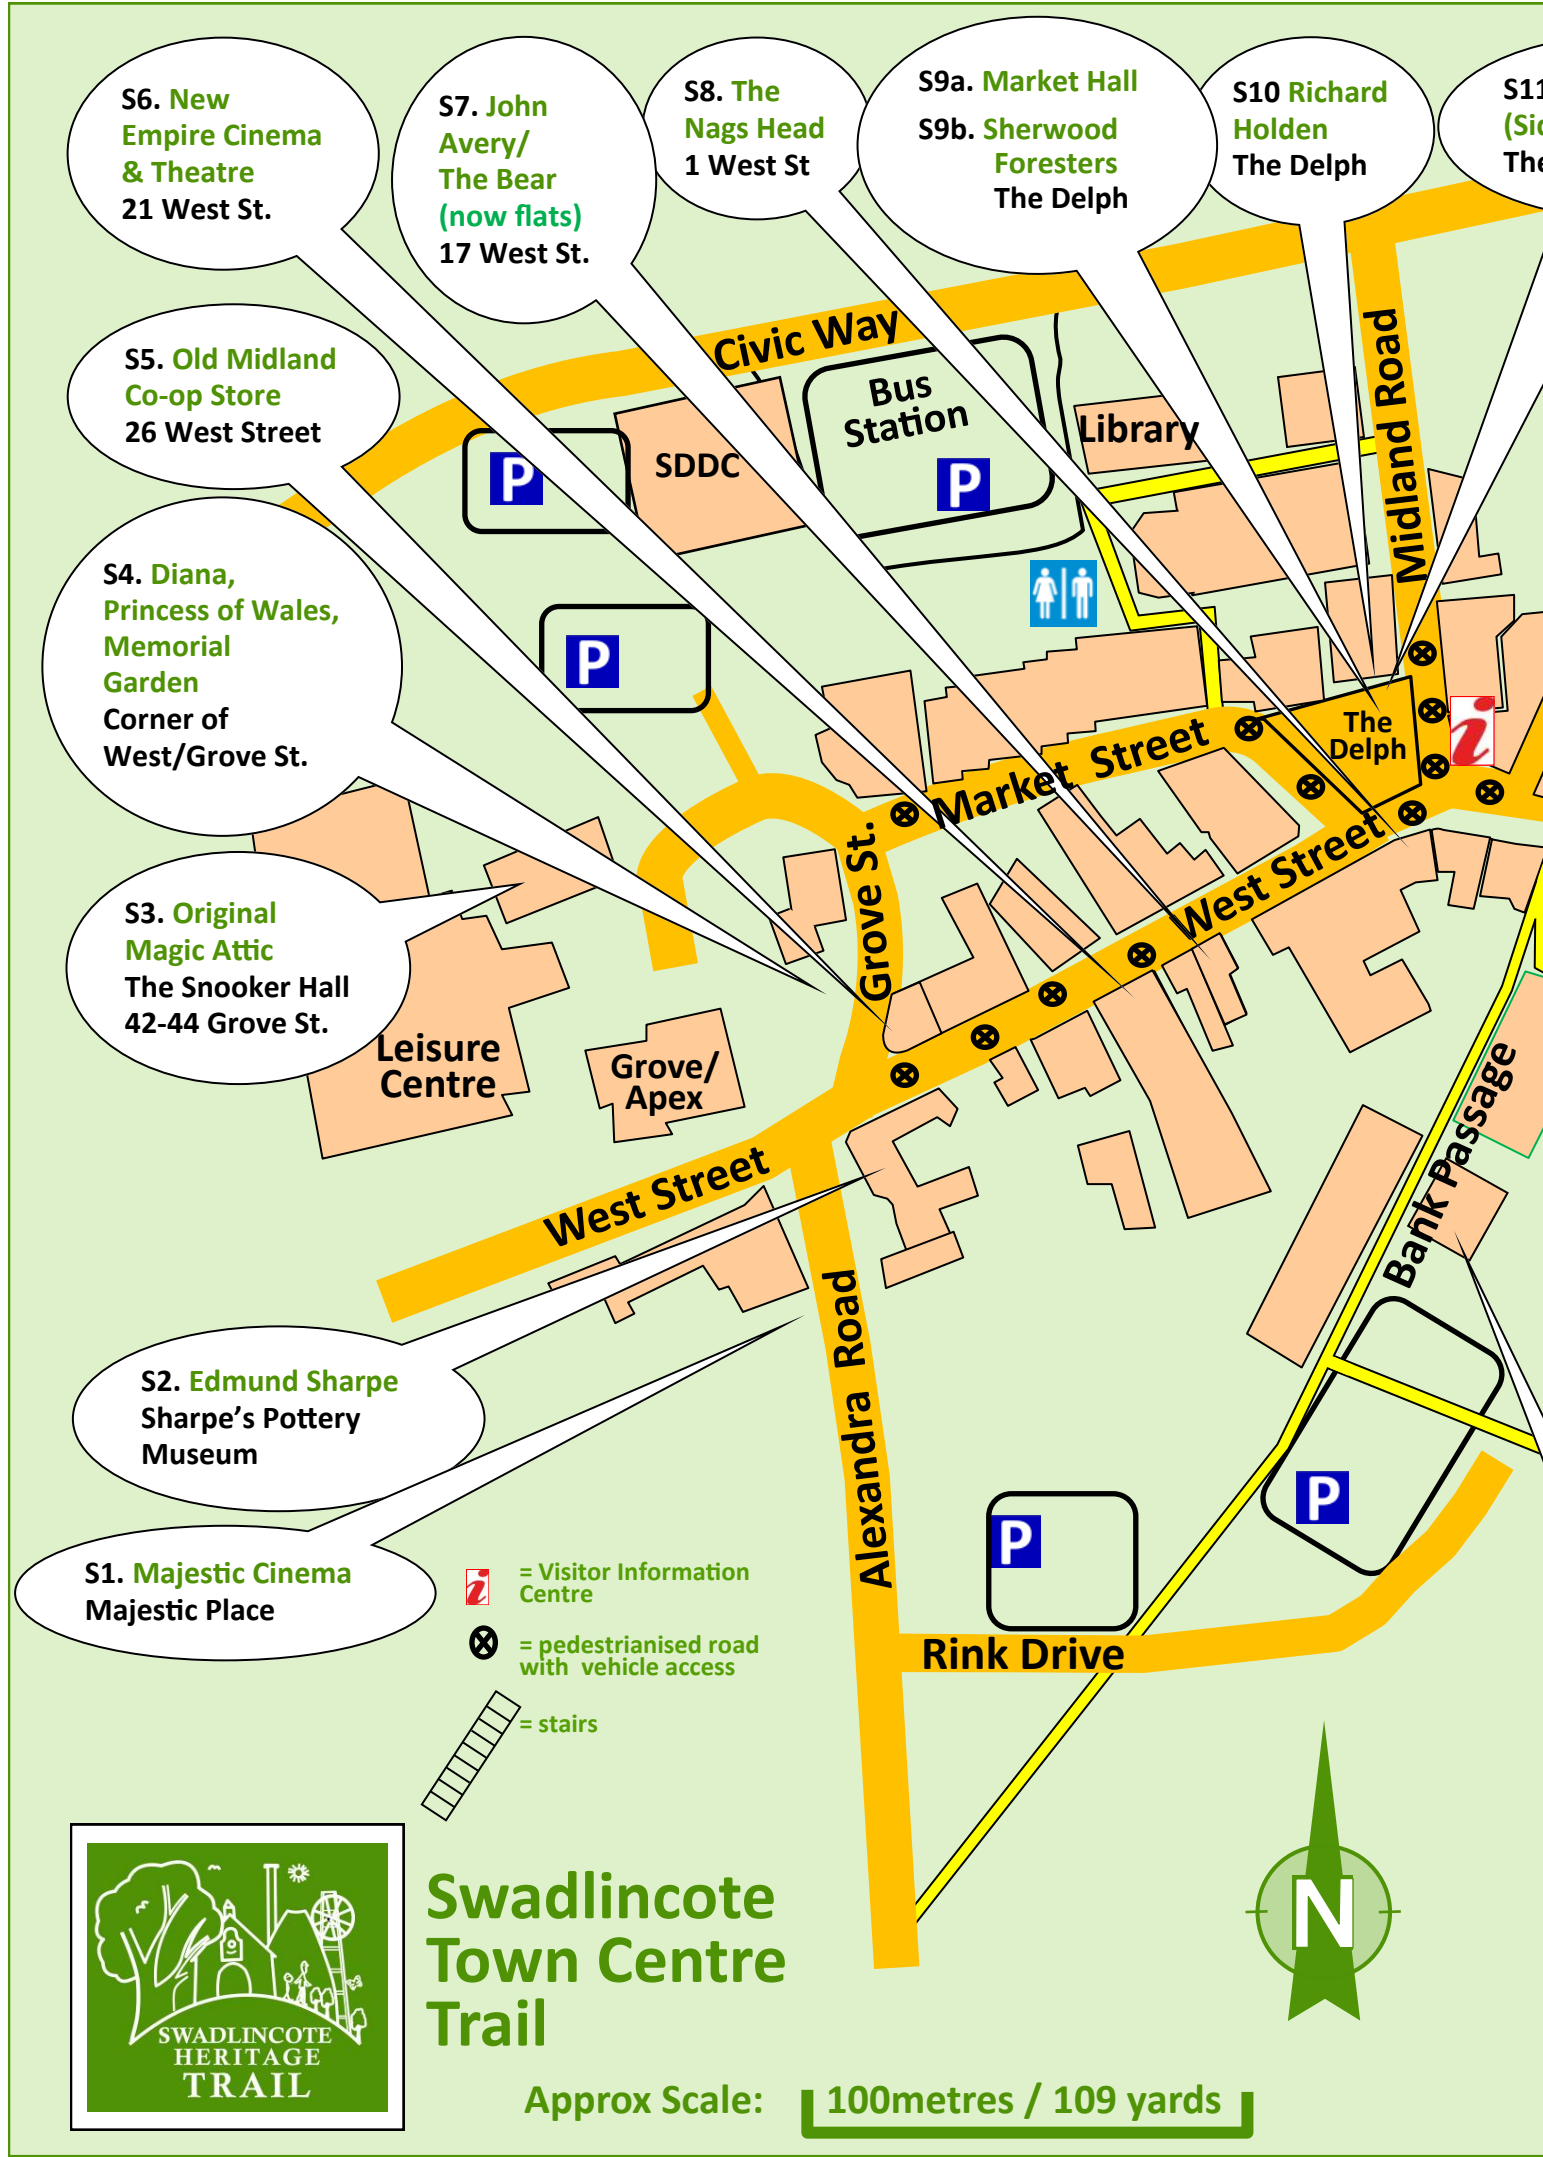 S6. New
Empire Cinema
& Theatre
21 West St.
S7. John
Avery/
The Bear
(now flats)
17 West St.
S8. The
Nags Head
1 West St
S9a. Market Hall
S9b. Sherwood
Foresters
The Delph
S10 Richard
Holden
The Delph
S11
(Sid
The
S5. Old Midland
Co-op Store
26 West Street
S4. Diana,
Princess of Wales,
Memorial
Garden
Corner of
West/Grove St.
S3. Original
Magic Attic
The Snooker Hall
42-44 Grove St.
S2. Edmund Sharpe
Sharpe's Pottery
Museum
S1. Majestic Cinema
Majestic Place
Civic Way
Bus
Station
P
SDDC
P
P
Library
Midland Road
The
Delph
i
Market Street
Grove St.
West Street
Leisure
Centre
Grove/
Apex
West Street
Alexandra Road
Bank Passage
P
P
Rink Drive
i = Visitor Information
Centre
= pedestrianised road
with vehicle access
= stairs
N
SWADLINCOTE
HERITAGE
TRAIL
Swadlincote
Town Centre
Trail
Approx Scale: 100metres / 109 yards